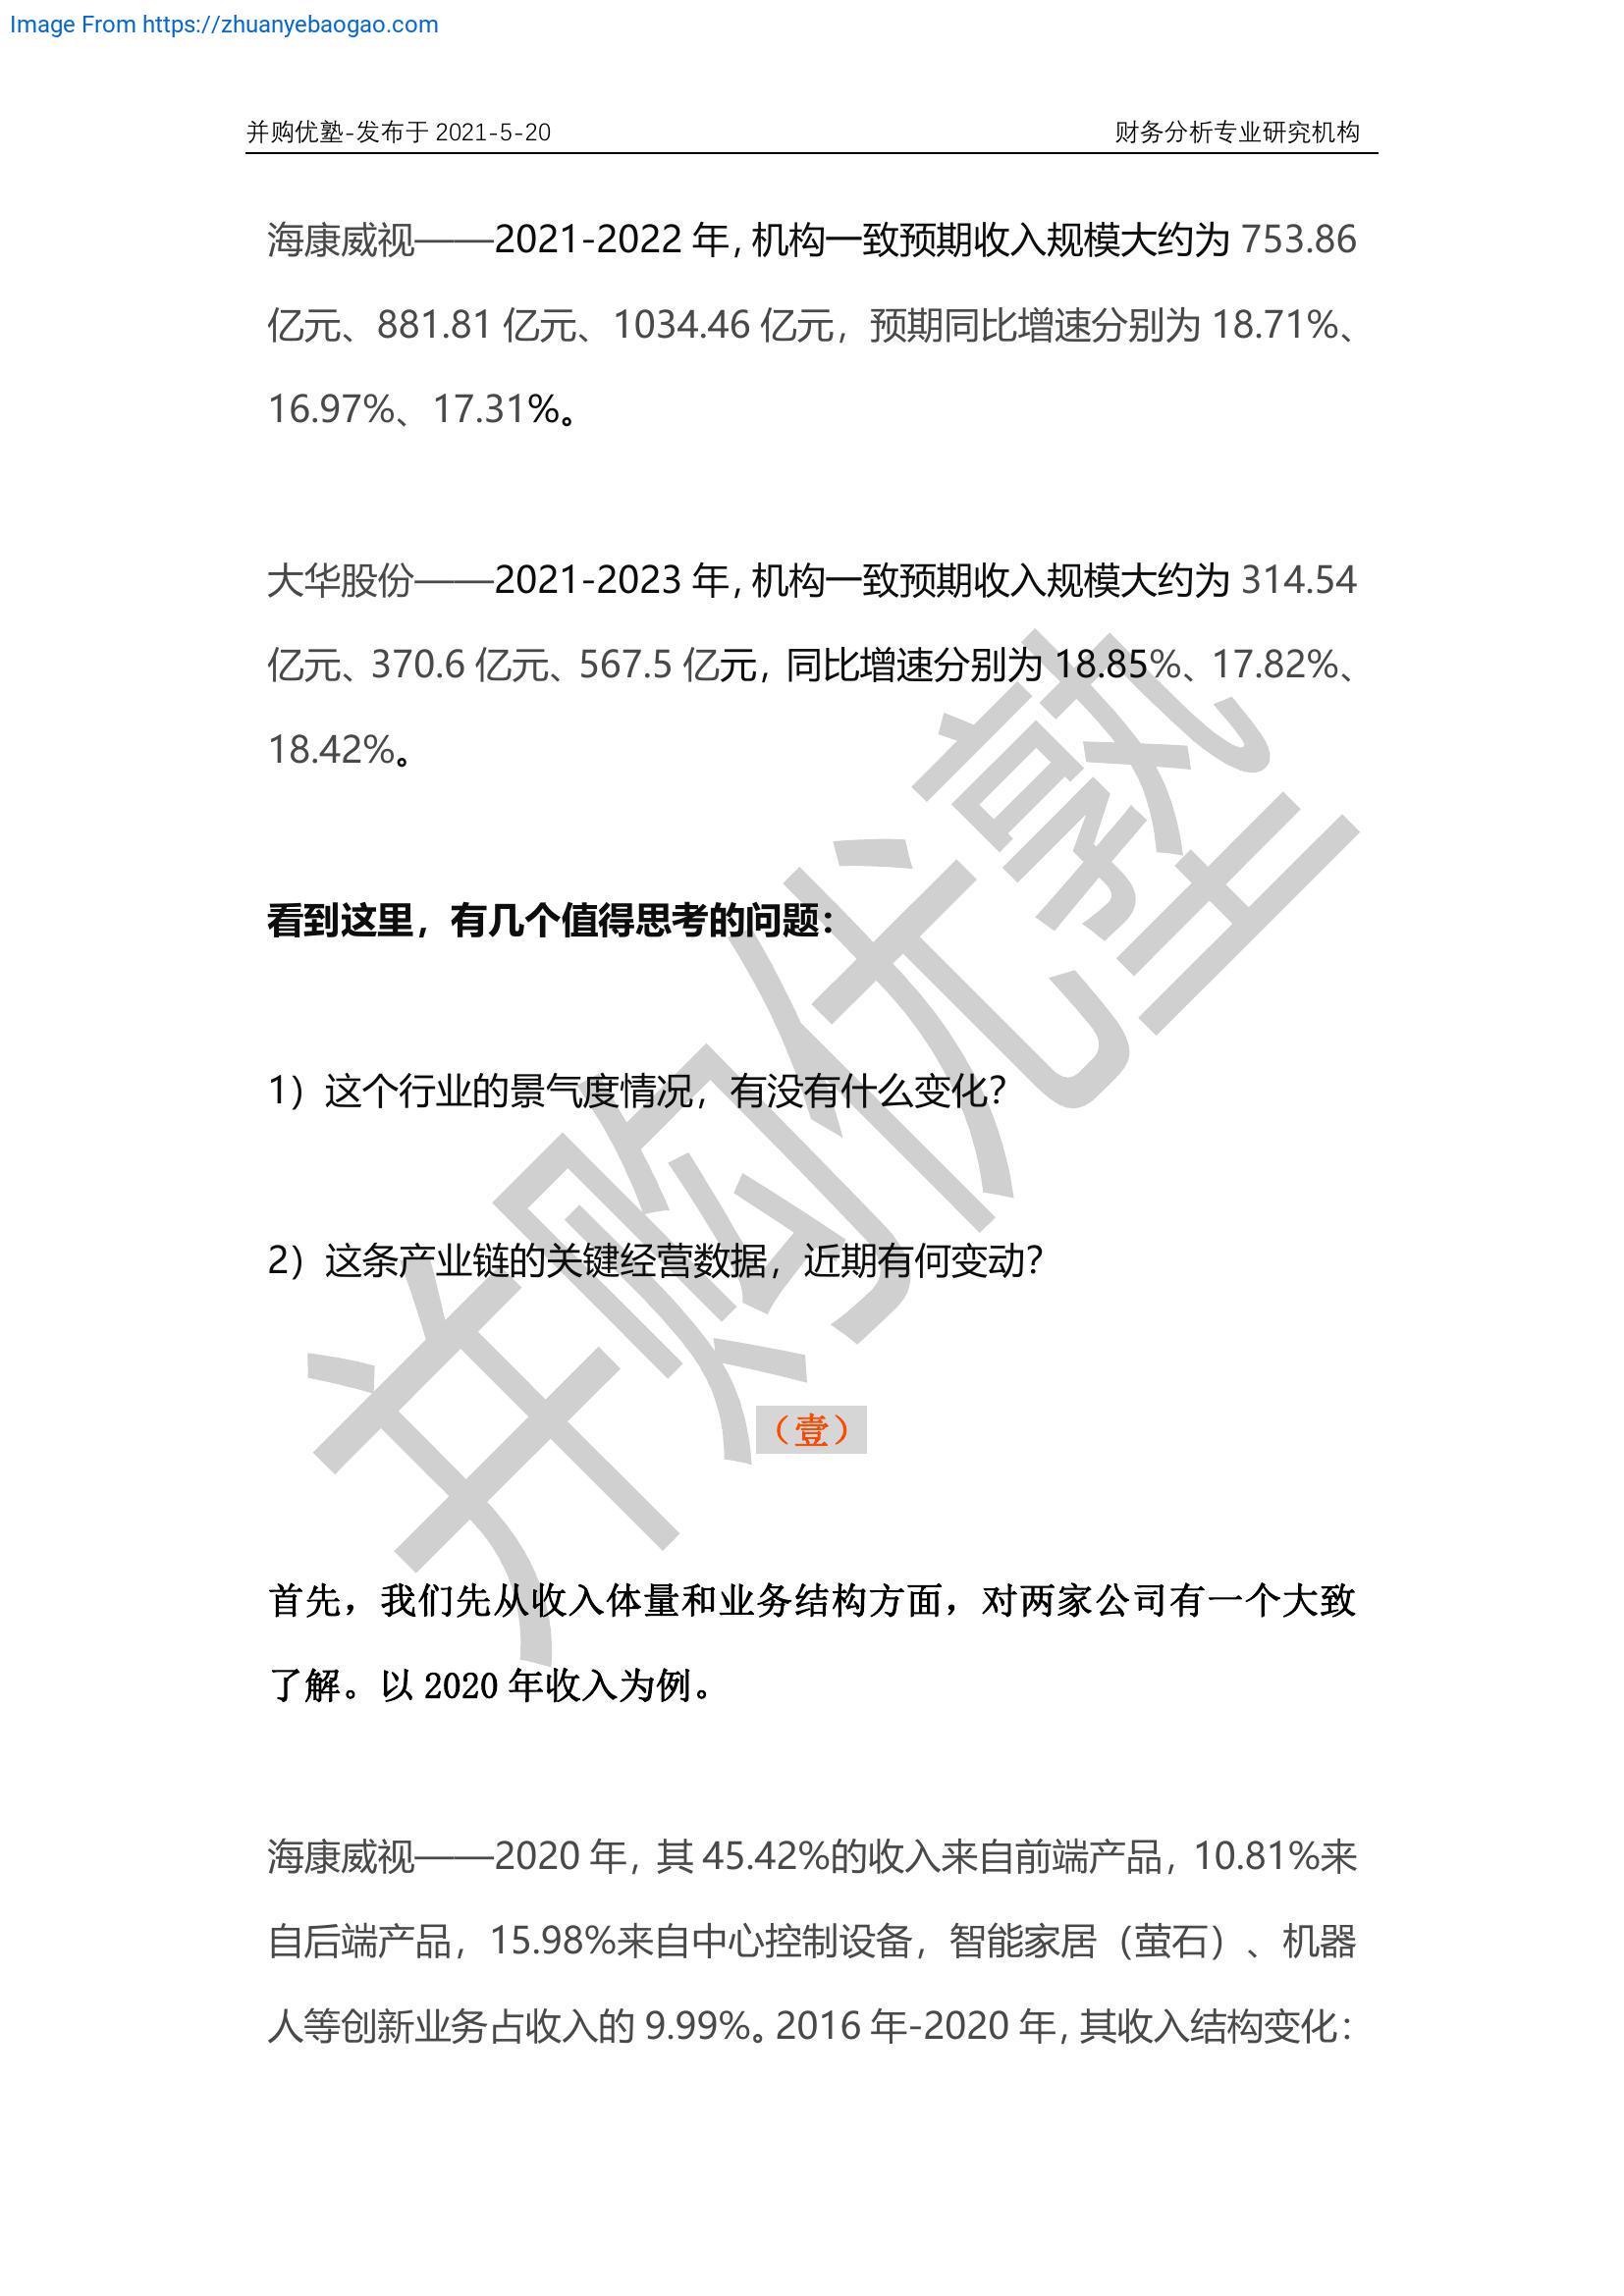 Image From https://zhuanyebaogao.com
并购优塾-发布于 2021-5-20 财务分析专业研究机构
海康威视——2021-2022 年，机构一致预期收入规模大约为 753.86
亿元、881.81 亿元、1034.46 亿元，预期同比增速分别为 18.71%、
16.97%、17.31%。
大华股份——2021-2023 年，机构一致预期收入规模大约为 314.54
亿元、370.6 亿元、567.5 亿元，同比增速分别为 18.85%、17.82%、
18.42%。
看到这里，有几个值得思考的问题：
1）这个行业的景气度情况，有没有什么变化？
2）这条产业链的关键经营数据，近期有何变动？
（壹）
首先，我们先从收入体量和业务结构方面，对两家公司有一个大致
了解。以 2020 年收入为例。
海康威视——2020 年，其 45.42%的收入来自前端产品，10.81%来
自后端产品，15.98%来自中心控制设备，智能家居（萤石）、机器
人等创新业务占收入的 9.99%。2016 年-2020 年，其收入结构变化：
并购优塾